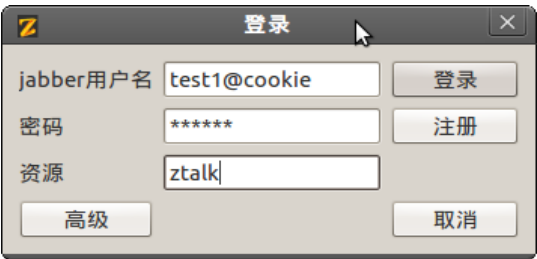 登录
jabber用户名 test1@cookie 登录
密码 ****** 注册
资源 ztalk
高级 取消